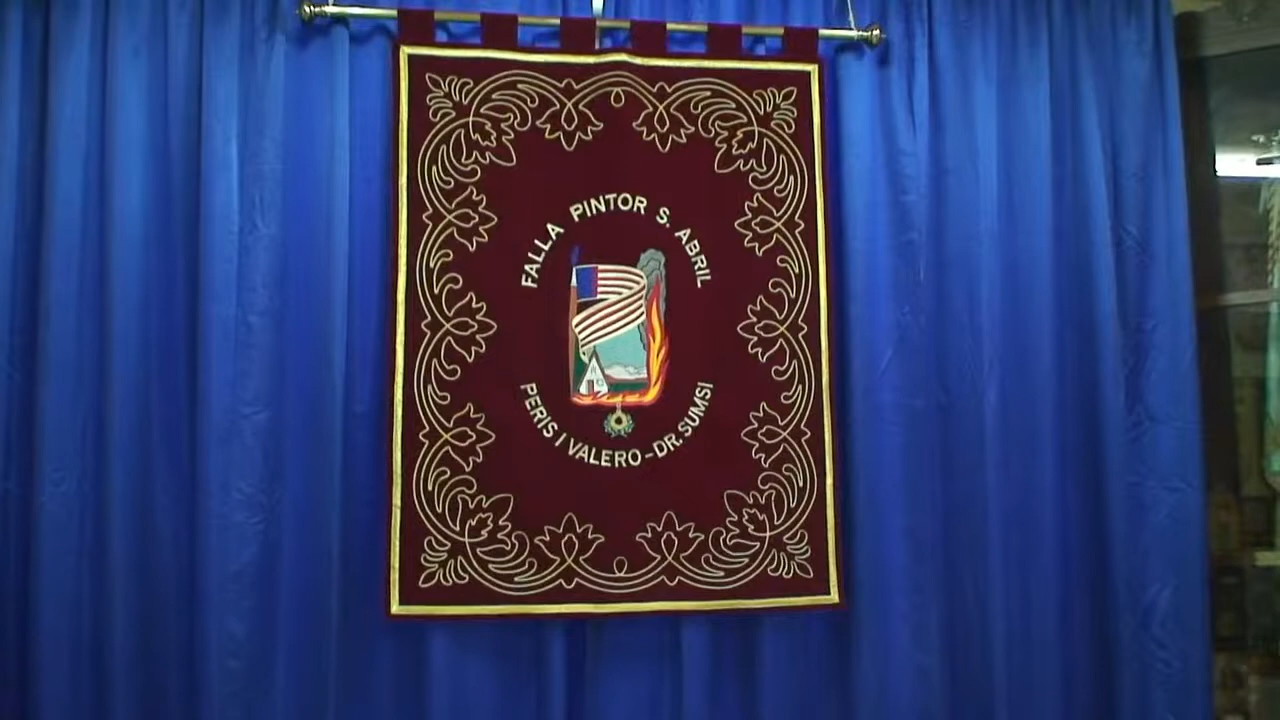 FALLA PINTOR S. ABRIL
PERIS I VALERO-DR. SUMSI